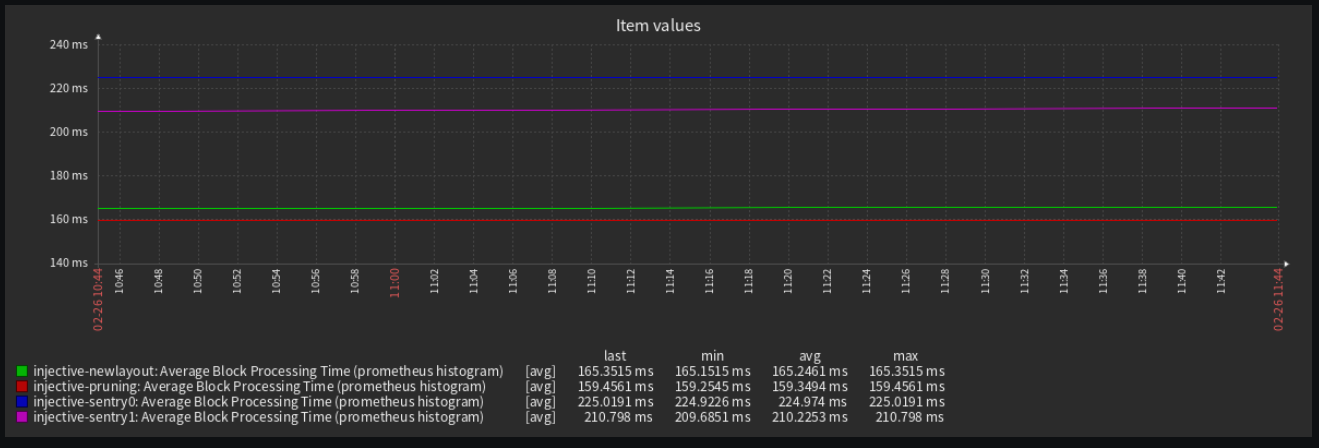 Item values
240 ms
220 ms
200 ms
180 ms
160 ms
140 ms
02-26 10:44
10:46
10:48
10:50
10:52
10:54
10:56
10:58
11:00
11:02
11:04
11:06
11:08
11:10
11:12
11:14
11:16
11:18
11:20
11:22
11:24
11:26
11:28
11:30
11:32
11:34
11:36
11:38
11:40
11:42
02-26 11:44
last min avg max
injective-newlayout: Average Block Processing Time (prometheus histogram) [avg] 165.3515 ms 165.1515 ms 165.2461 ms 165.3515 ms
injective-pruning: Average Block Processing Time (prometheus histogram) [avg] 159.4561 ms 159.2545 ms 159.3494 ms 159.4561 ms
injective-sentry0: Average Block Processing Time (prometheus histogram) [avg] 225.0191 ms 224.9226 ms 224.974 ms 225.0191 ms
injective-sentry1: Average Block Processing Time (prometheus histogram) [avg] 210.798 ms 209.6851 ms 210.2253 ms 210.798 ms